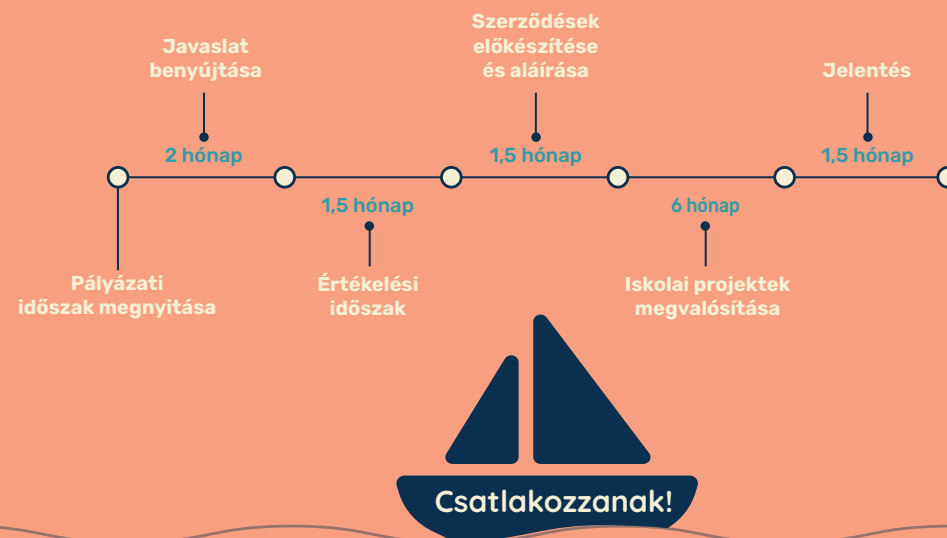 Javaslat
benyújtása
Szerződések
előkészítése
és aláírása
Jelentés
2 hónap
1,5 hónap
1,5 hónap
1,5 hónap
6 hónap
Pályázati
időszak megnyitása
Értékelési
időszak
Iskolai projektek
megvalósítása
Csatlakozzanak!